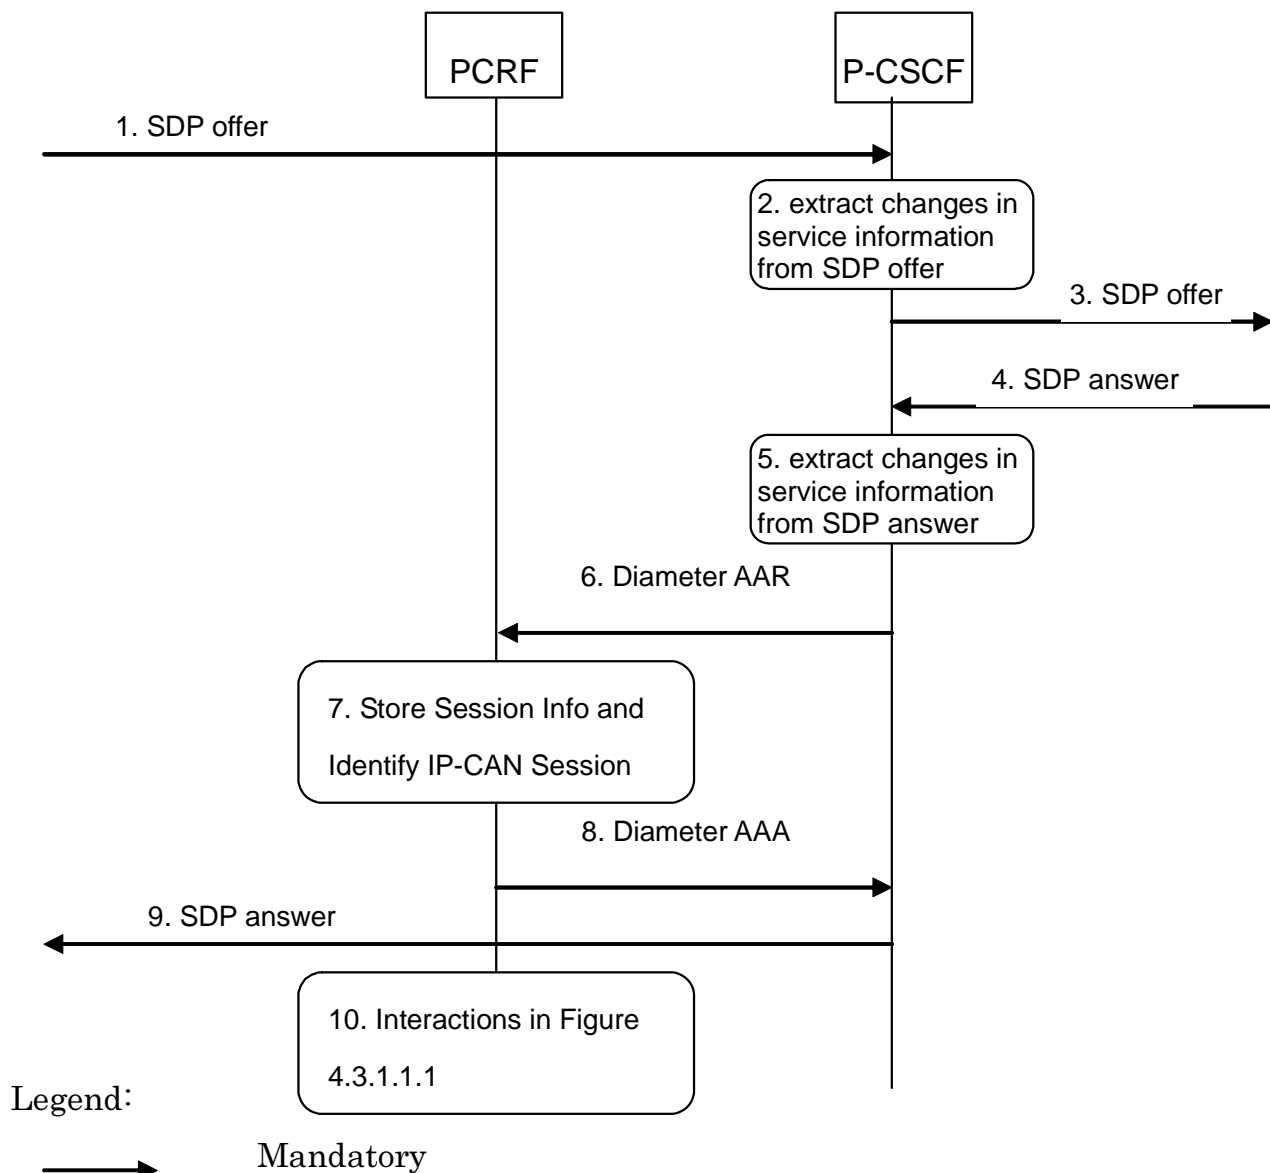 PCRF
P-CSCF
1. SDP offer
2. extract changes in
service information
from SDP offer
3. SDP offer
4. SDP answer
5. extract changes in
service information
from SDP answer
6. Diameter AAR
7. Store Session Info and
Identify IP-CAN Session
8. Diameter AAA
9. SDP answer
10. Interactions in Figure
4.3.1.1.1
Legend:
Mandatory